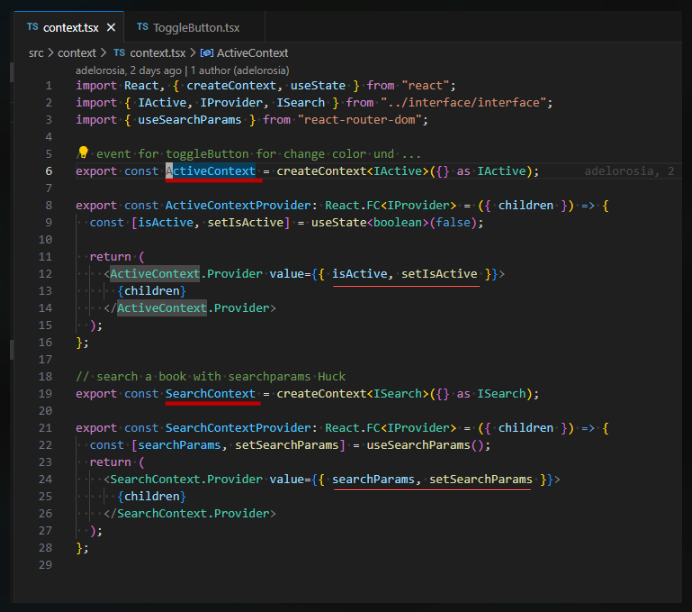 TS context.tsx × TS ToggleButton.tsx
src > context > TS context.tsx > ActiveContext
adelorosia, 2 days ago | 1 author (adelorosia)
1 import React, { createContext, useState } from "react";
2 import { IActive, IProvider, ISearch } from "../interface/interface";
3 import { useSearchParams } from "react-router-dom";
4
5 event for toggleButton for change color und ...
6 export const ActiveContext = createContext<IActive>({} as IActive); adelorosia, 2
7
8 export const ActiveContextProvider: React.FC<IProvider> = ({ children }) => {
9 const [isActive, setIsActive] = useState<boolean>(false);
10
11 return (
12 <ActiveContext.Provider value={{ isActive, setIsActive }}>
13 {children}
14 </ActiveContext.Provider>
15 );
16 };
17
18 // search a book with searchparams Huck
19 export const SearchContext = createContext<ISearch>({} as ISearch);
20
21 export const SearchContextProvider: React.FC<IProvider> = ({ children }) => {
22 const [searchParams, setSearchParams] = useSearchParams();
23 return (
24 <SearchContext.Provider value={{ searchParams, setSearchParams }}>
25 {children}
26 </SearchContext.Provider>
27 );
28 };
29